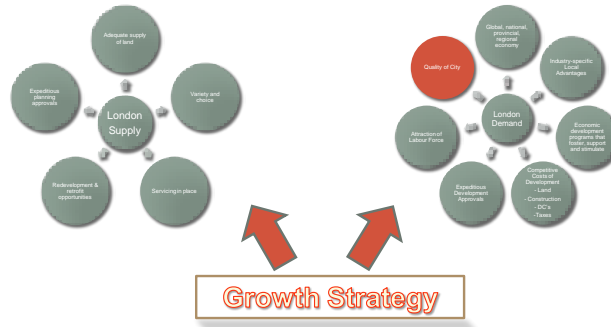 Adequate supply
of land
Expeditious
planning
approvals
Variety and
choice
London
Supply
Redevelopment &
retrofit
opportunities
Servicing in place
Global, national,
provincial,
regional
economy
Quality of City
Industry-specific
Local
Advantages
London
Demand
Attraction of
Labour Force
Economic
development
programs that
foster, support
and stimulate
Expeditious
Development
Approvals
Competitive
Costs of
Development
- Land
- Construction
- DC's
-Taxes
Growth Strategy